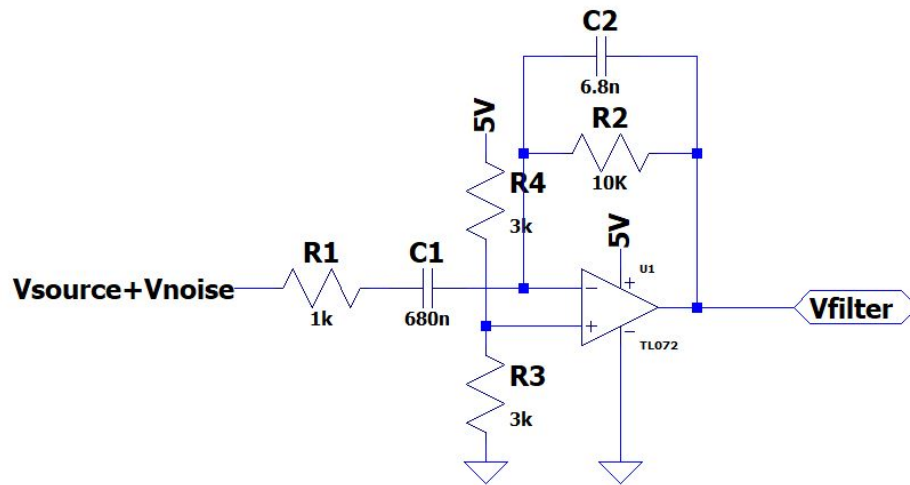 C2
6.8n
R2
10K
5V
R4
3k
5V
U1
R1
1k
C1
680n
Vsource+Vnoise
Vfilter
TL072
R3
3k